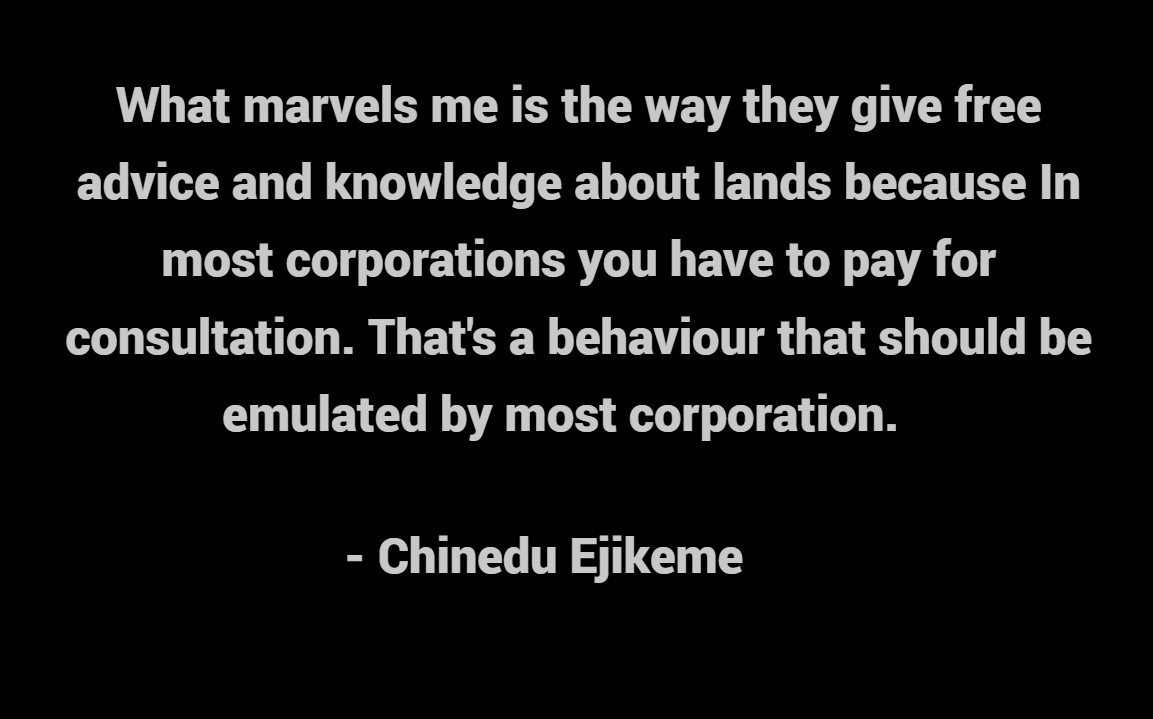 What marvels me is the way they give free
advice and knowledge about lands because In
most corporations you have to pay for
consultation. That's a behaviour that should be
emulated by most corporation.
- Chinedu Ejikeme